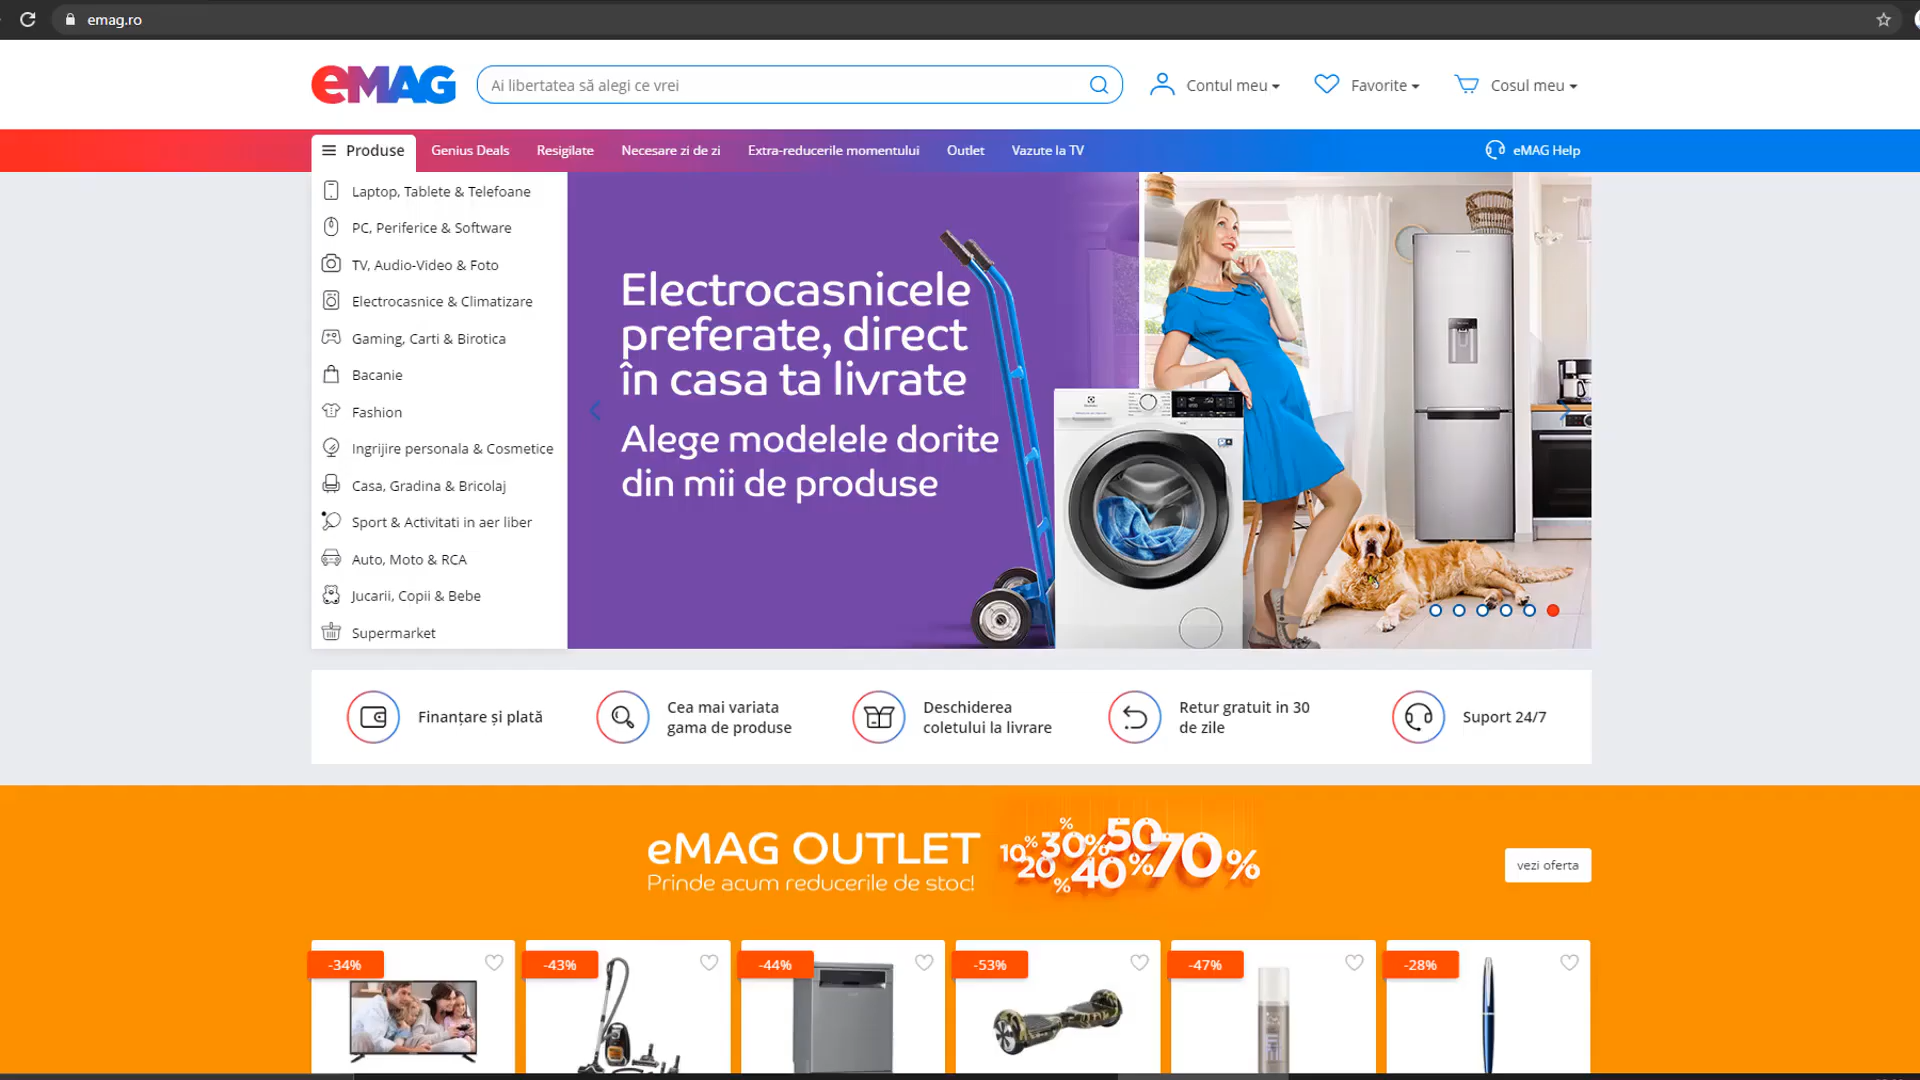 emag.ro
eMAG
Ai libertatea să alegi ce vrei
Contul meu
Favorite
Cosul meu
Produse
Genius Deals
Resigilate
Necesare zi de zi
Extra-reducerile momentului
Outlet
Vazute la TV
eMAG Help
Laptop, Tablete & Telefoane
PC, Periferice & Software
TV, Audio-Video & Foto
Electrocasnice & Climatizare
Gaming, Carti & Birotica
Bacanie
Fashion
Ingrijire personala & Cosmetice
Casa, Gradina & Bricolaj
Sport & Activitati in aer liber
Auto, Moto & RCA
Jucarii, Copii & Bebe
Supermarket
Electrocasnicele
preferate, direct
în casa ta livrate
Alege modelele dorite
din mii de produse
Finanțare și plată
Cea mai variata
gama de produse
Deschiderea
coletului la livrare
Retur gratuit in 30
de zile
Suport 24/7
eMAG OUTLET
Prinde acum reducerile de stoc!
10% 20% 30% 40% 50% 70%
vezi oferta
-34%
-43%
-44%
-53%
-47%
-28%